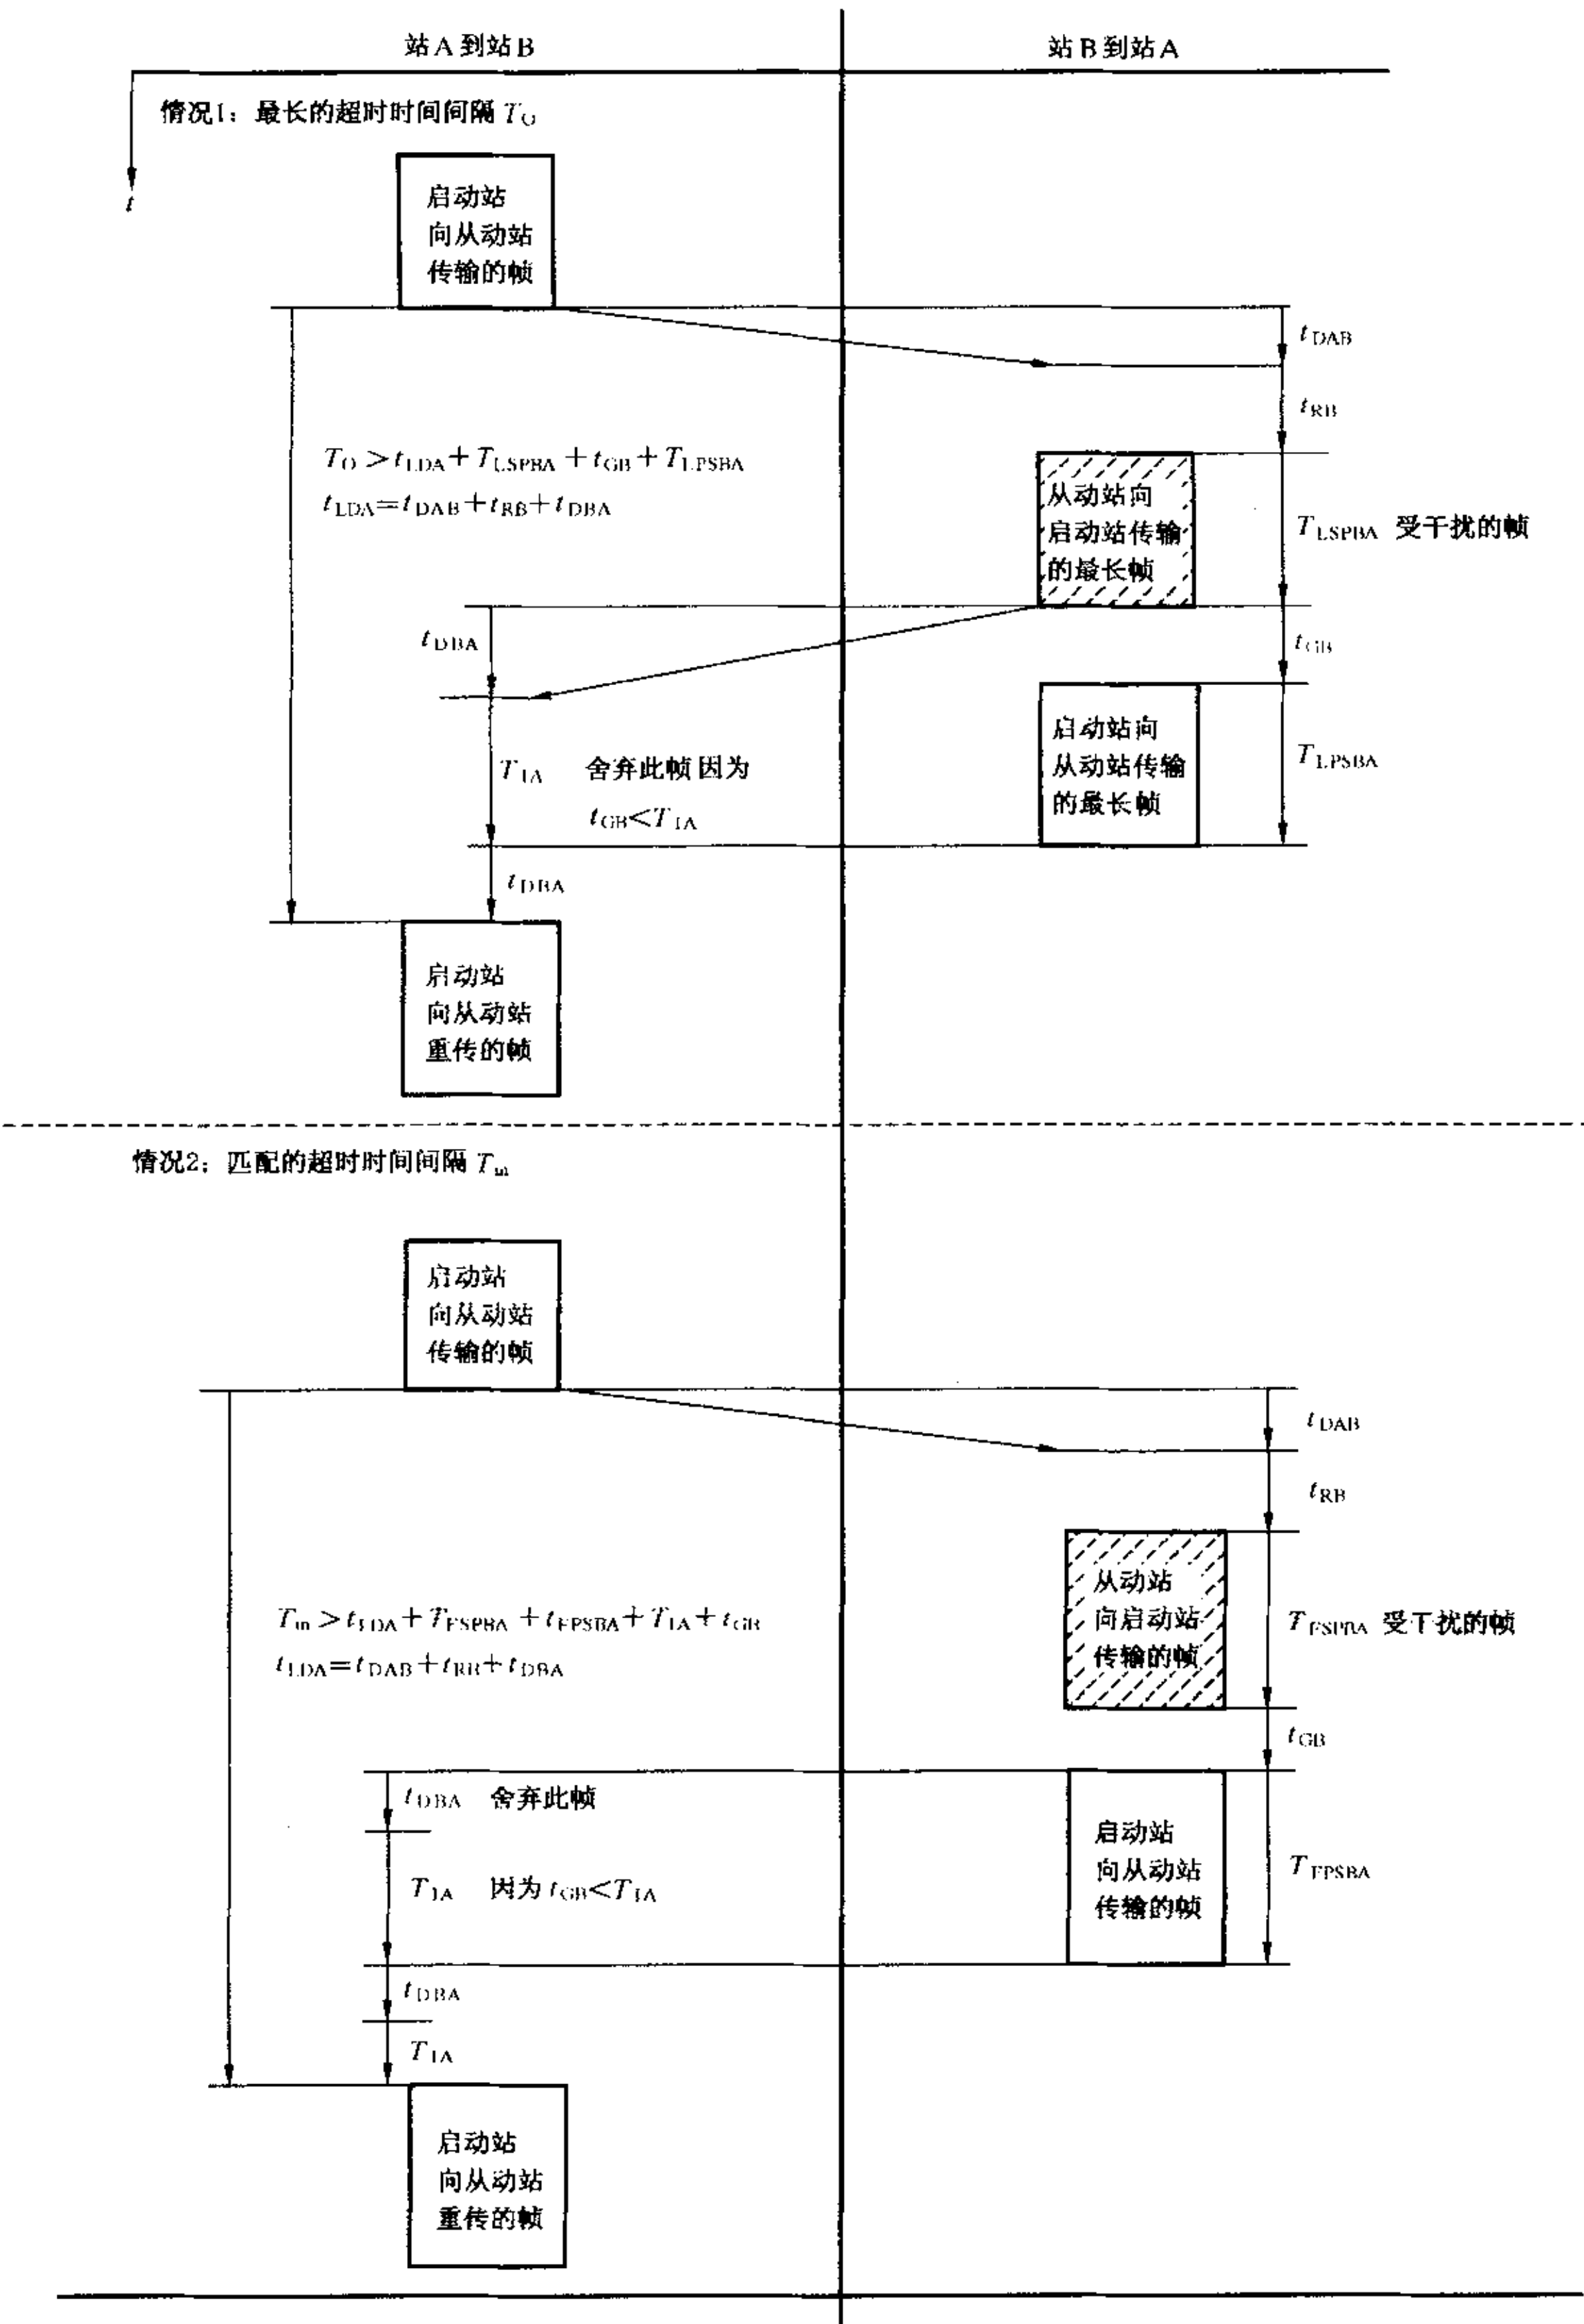 站A到站B
站B到站A
情况1：最长的超时时间间隔 T_O
t
启动站
向从动站
传输的帧
t_DAB
t_RB
T_O＞t_LDA＋T_LSPBA＋t_GB＋T_LPSBA
t_LDA＝t_DAB＋t_RB＋t_DBA
从动站向
启动站传输
的最长帧
T_LSPBA 受干扰的帧
t_DBA
t_GB
启动站向
从动站传输
的最长帧
T_LPSBA
T_IA 舍弃此帧因为
t_GB＜T_IA
t_DBA
启动站
向从动站
重传的帧
情况2：匹配的超时时间间隔 T_m
启动站
向从动站
传输的帧
t_DAB
t_RB
T_m＞t_LDA＋T_FSPBA＋t_FPSBA＋T_IA＋t_GB
t_LDA＝t_DAB＋t_RB＋t_DBA
从动站
向启动站
传输的帧
T_FSPBA 受干扰的帧
t_GB
t_DBA 舍弃此帧
T_IA 因为 t_GB＜T_IA
启动站
向从动站
传输的帧
T_FPSBA
t_DBA
T_IA
启动站
向从动站
重传的帧